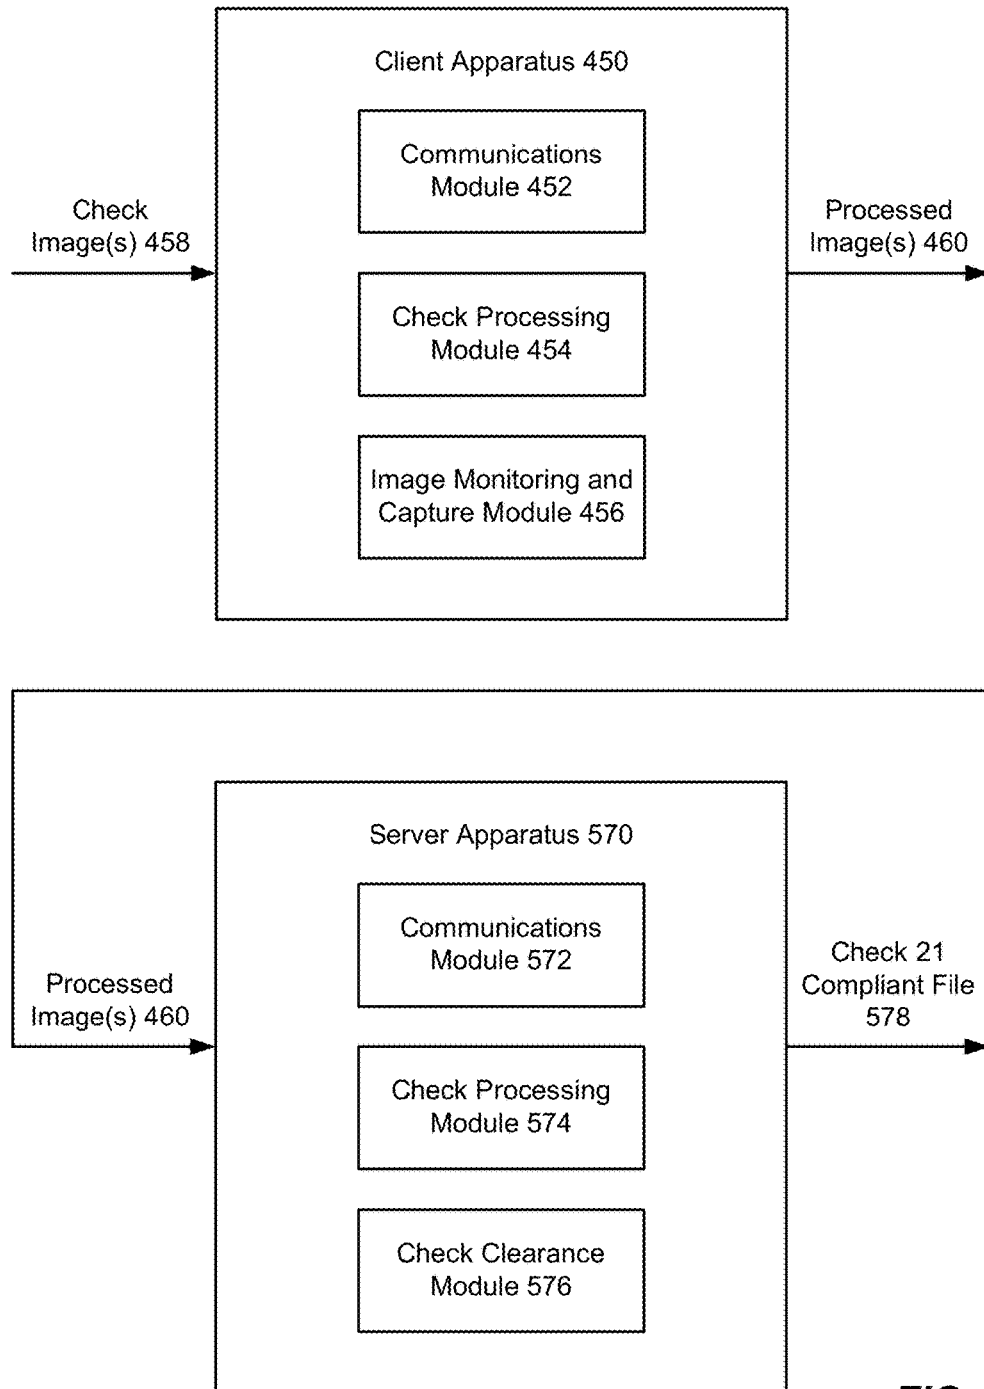 Client Apparatus 450
Communications
Module 452
Check
Image(s) 458
Processed
Image(s) 460
Check Processing
Module 454
Image Monitoring and
Capture Module 456
Server Apparatus 570
Communications
Module 572
Processed
Image(s) 460
Check 21
Compliant File
578
Check Processing
Module 574
Check Clearance
Module 576